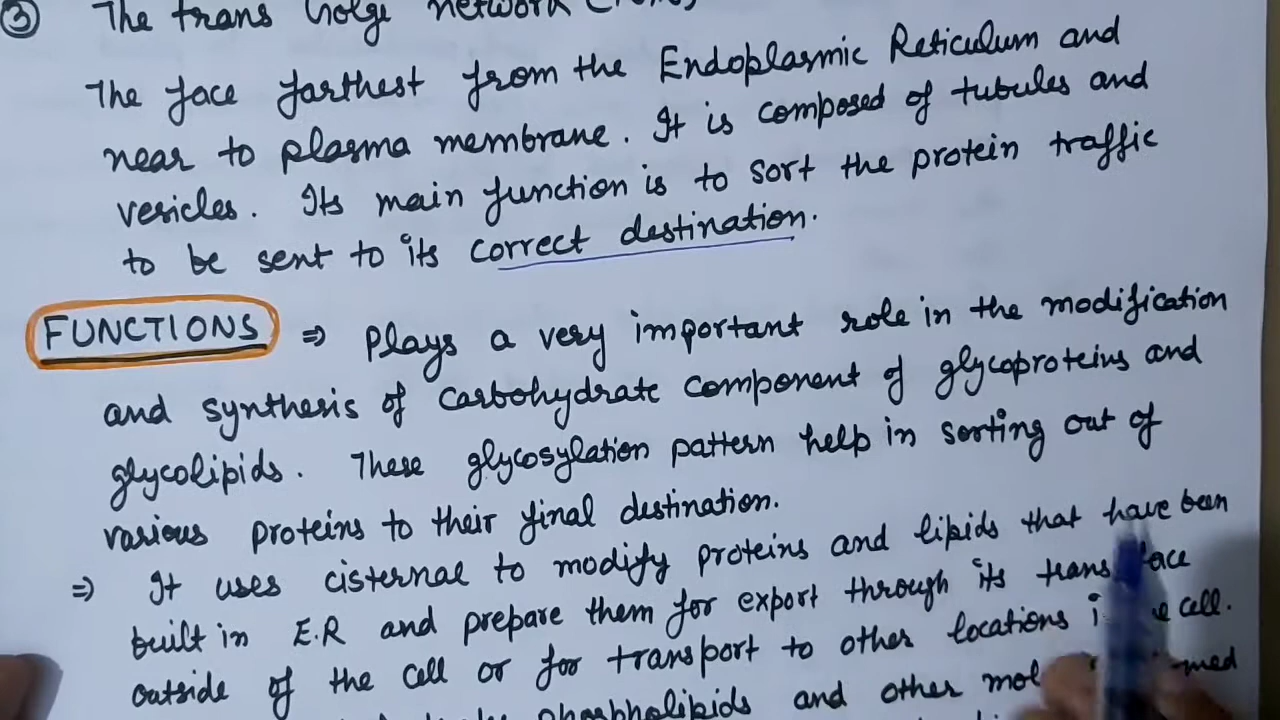 ③ The trans Golgi network
The face farthest from the Endoplasmic Reticulum and
near to plasma membrane. It is composed of tubules and
vesicles. Its main function is to sort the protein traffic
to be sent to its correct destination.
FUNCTIONS ⇒ Plays a very important role in the modification
and synthesis of carbohydrate component of glycoproteins and
glycolipids. These glycosylation pattern help in sorting out of
various proteins to their final destination.
⇒ It uses cisternae to modify proteins and lipids that have been
built in E.R and prepare them for export through its trans face
outside of the cell or for transport to other locations cell.
phospholipids and other